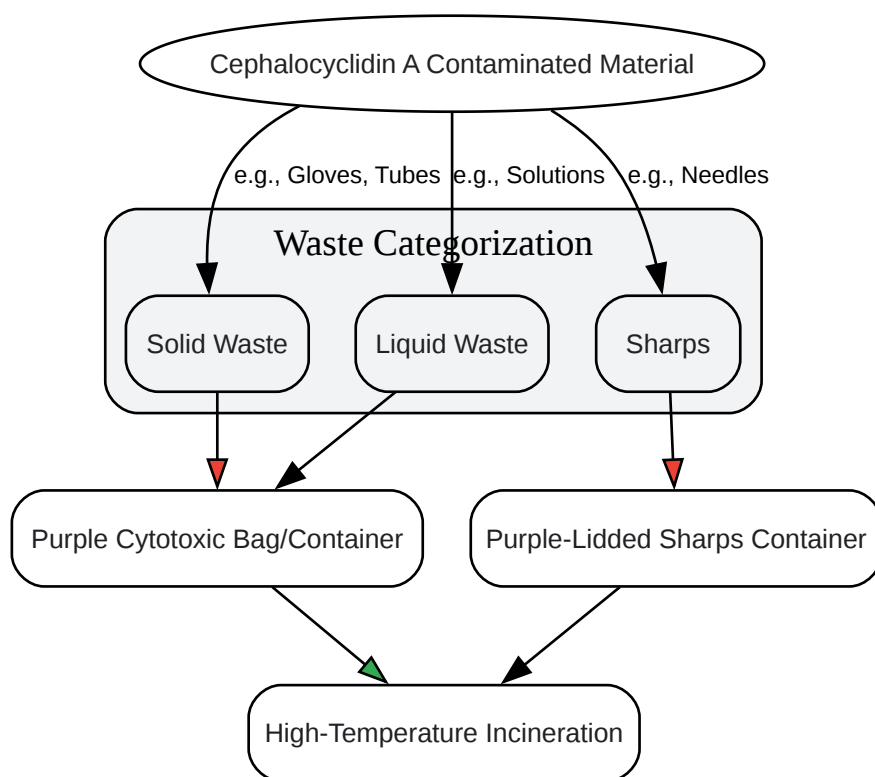 Cephalocyclidin A Contaminated Material
e.g., Gloves, Tubes
e.g., Solutions
e.g., Needles
Waste Categorization
Solid Waste
Liquid Waste
Sharps
Purple Cytotoxic Bag/Container
Purple-Lidded Sharps Container
High-Temperature Incineration